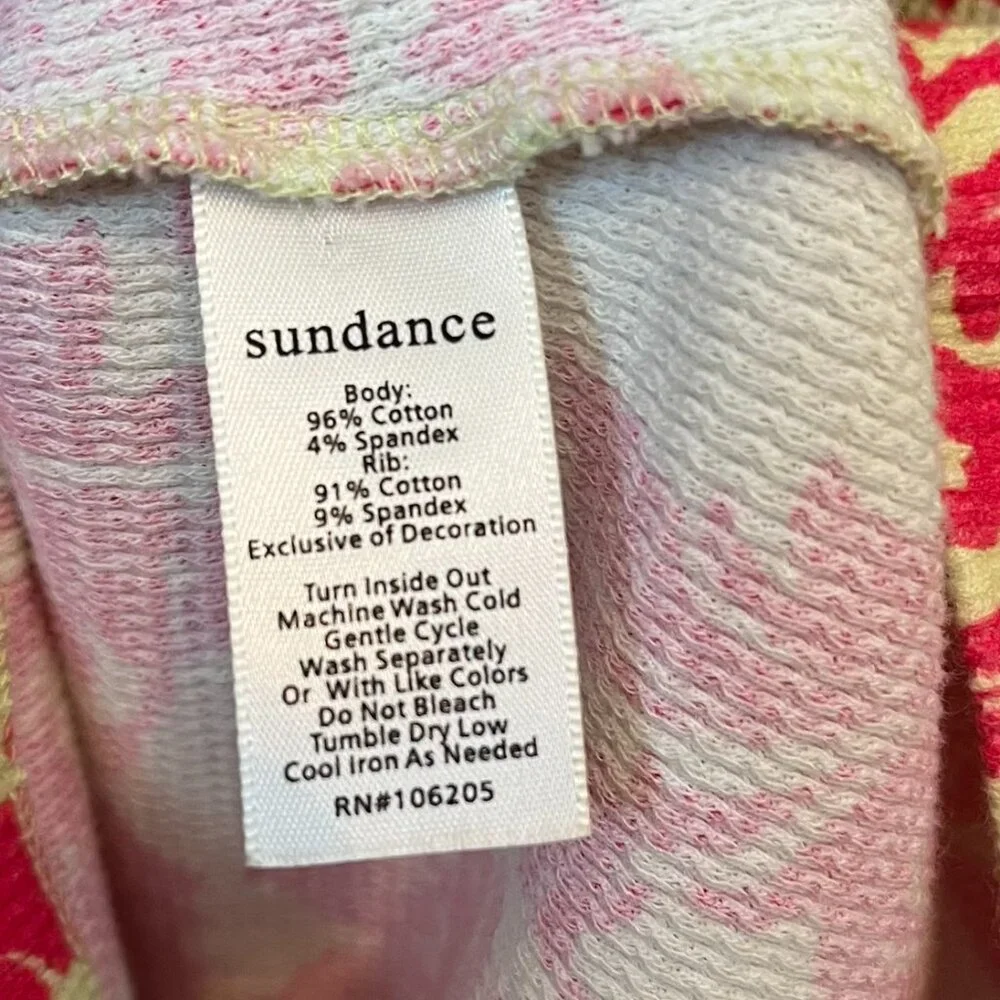 sundance
Body:
96% Cotton
4% Spandex
Rib:
91% Cotton
9% Spandex
Exclusive of Decoration
Turn Inside Out
Machine Wash Cold
Gentle Cycle
Wash Separately
Or With Like Colors
Do Not Bleach
Tumble Dry Low
Cool Iron As Needed
RN#106205